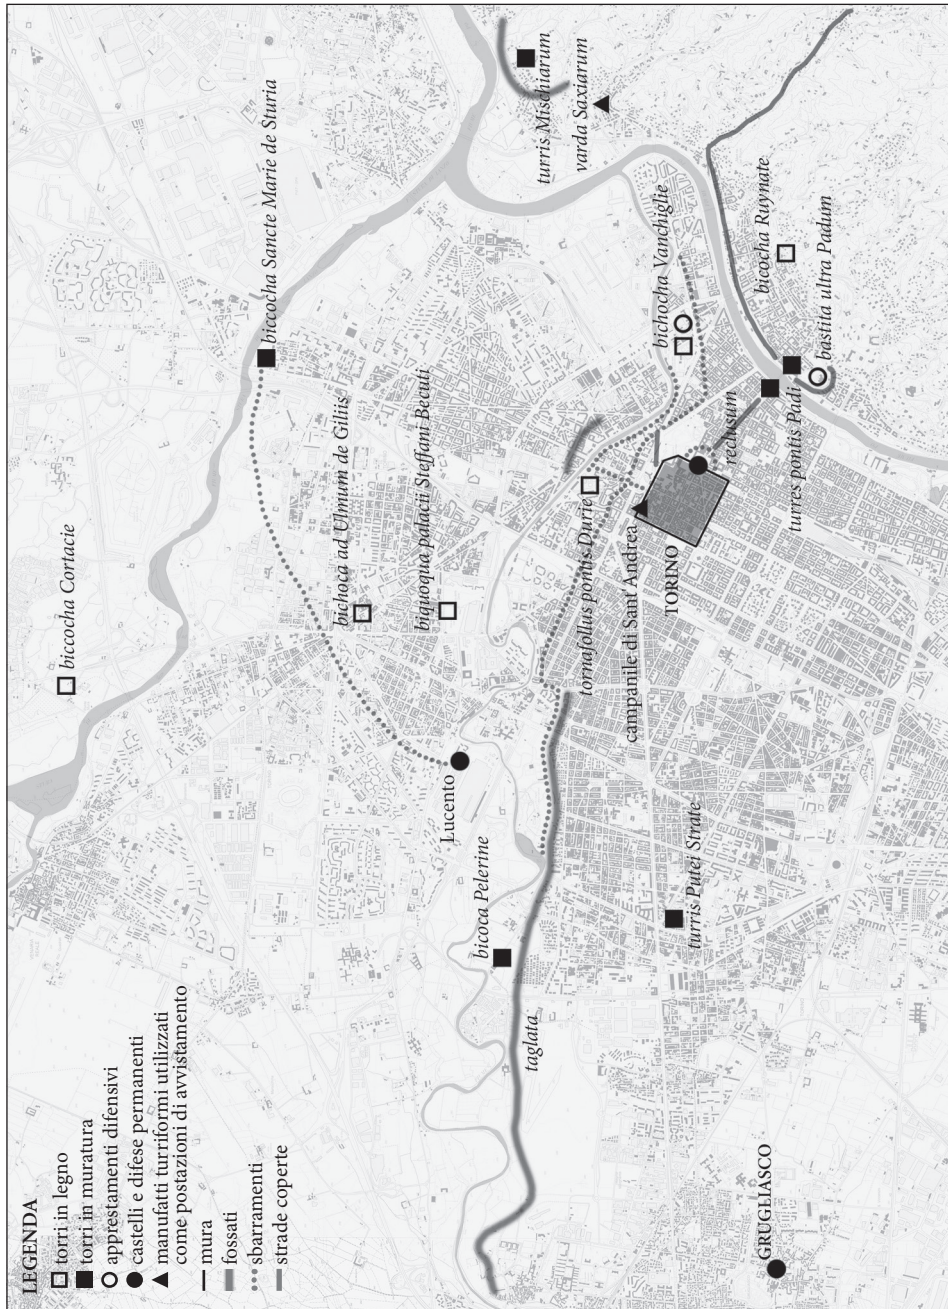 LEGENDA
torri in legno
torri in muratura
apprestamenti difensivi
castelli e difese permanenti
manufatti turriformi utilizzati
come postazioni di avvistamento
mura
fossati
sbarramenti
strade coperte
biccocha Cortacie
biccocha Sancte Marie de Sturia
bichoca ad Ulmum de Giliis
biquoqua palacii Steffani Becuti
Lucento
bicoca Pelerine
taglata
turris Mischiarum
varda Saxiarum
bichocha Vanchiglie
tornafollus pontis Durie
campanile di Sant'Andrea
TORINO
reclusum
turres pontis Padi
bicocha Ruynate
bastita ultra Padum
turris Putei Strate
GRUGLIASCO